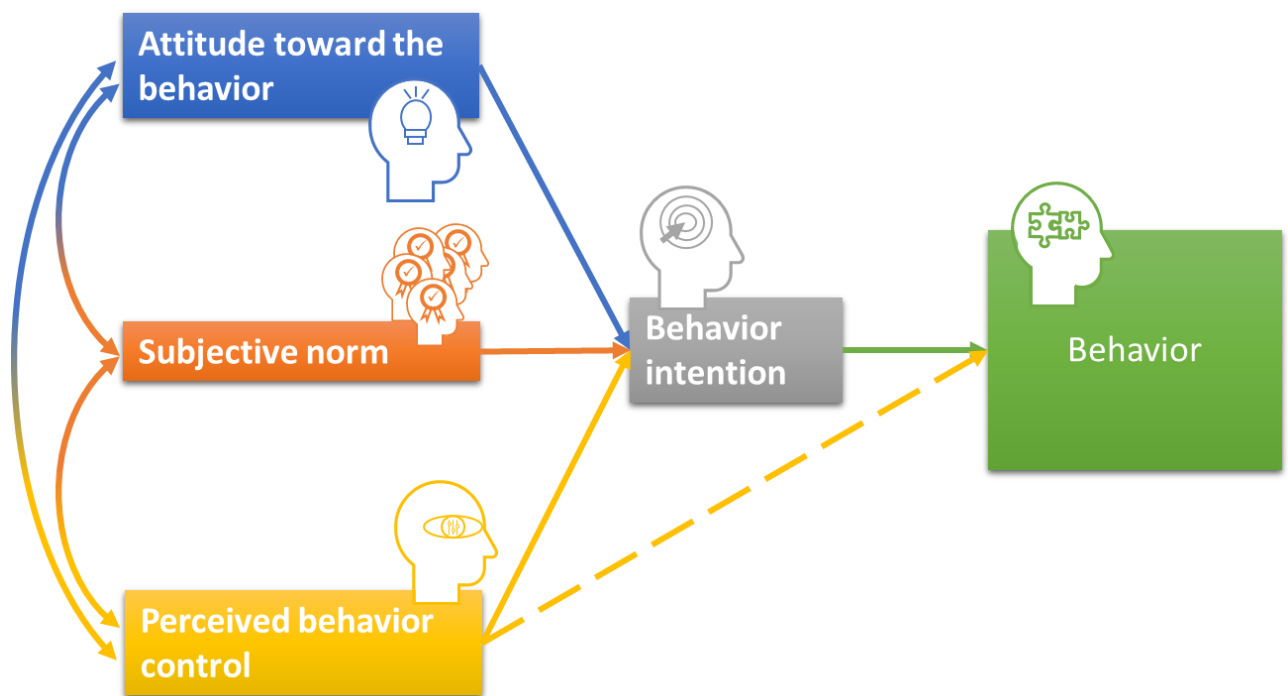 Attitude toward the
behavior
Subjective norm
Behavior
intention
Behavior
Perceived behavior
control